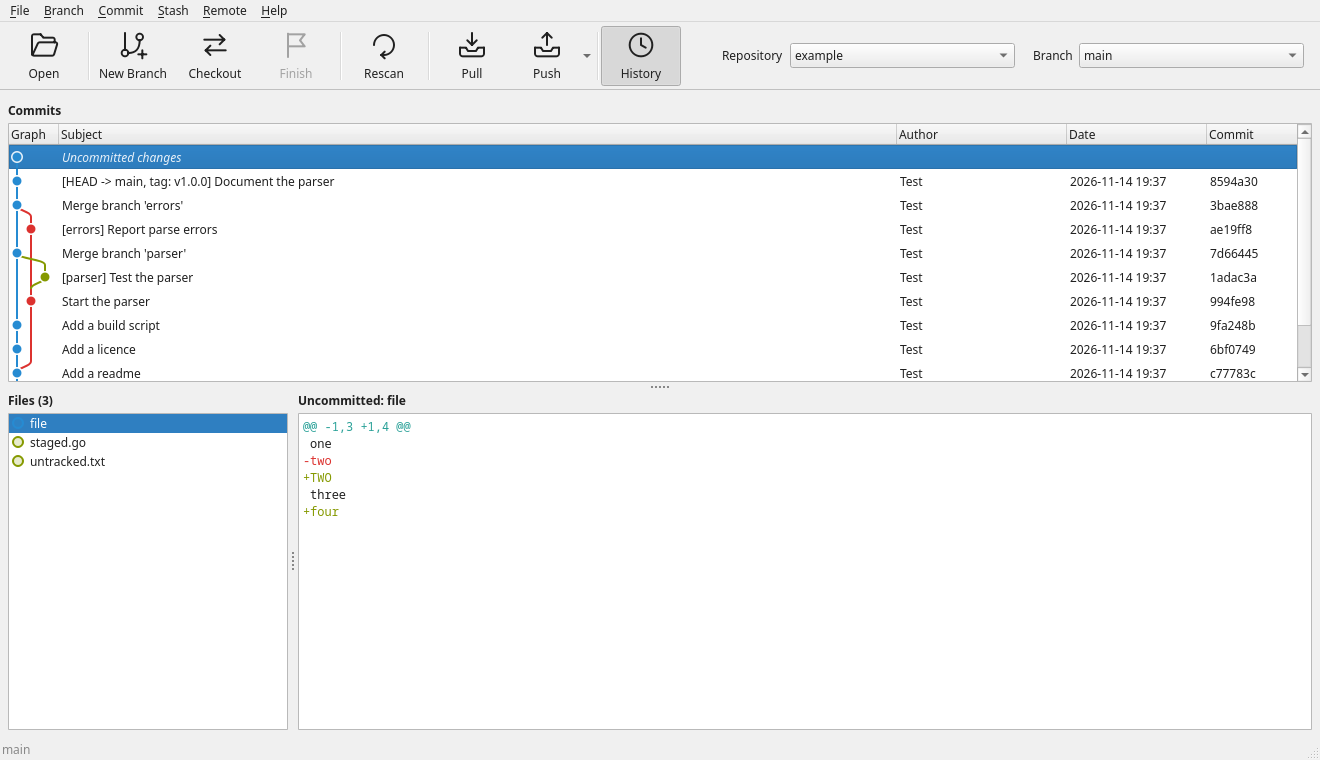 File Branch Commit Stash Remote Help
Open New Branch Checkout Finish Rescan Pull Push History Repository example Branch main
Commits
Graph Subject Author Date Commit
Uncommitted changes
[HEAD -> main, tag: v1.0.0] Document the parser Test 2026-11-14 19:37 8594a30
Merge branch 'errors' Test 2026-11-14 19:37 3bae888
[errors] Report parse errors Test 2026-11-14 19:37 ae19ff8
Merge branch 'parser' Test 2026-11-14 19:37 7d66445
[parser] Test the parser Test 2026-11-14 19:37 1adac3a
Start the parser Test 2026-11-14 19:37 994fe98
Add a build script Test 2026-11-14 19:37 9fa248b
Add a licence Test 2026-11-14 19:37 6bf0749
Add a readme Test 2026-11-14 19:37 c77783c
Files (3)
file
staged.go
untracked.txt
Uncommitted: file
@@ -1,3 +1,4 @@
one
-two
+TWO
three
+four
main